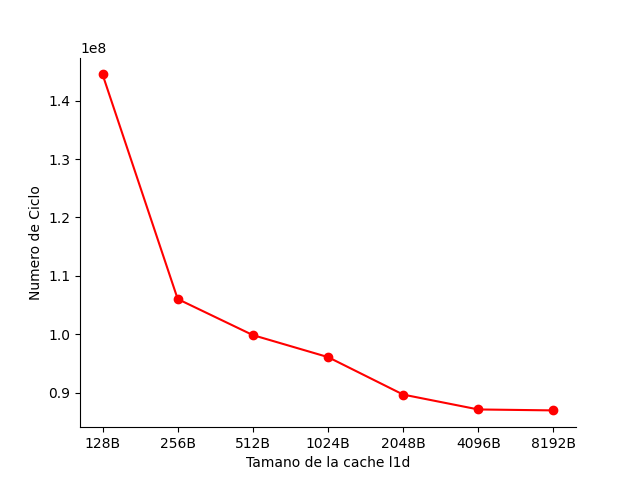 1e8
1.4
1.3
1.2
1.1
1.0
0.9
Numero de Ciclo
128B 256B 512B 1024B 2048B 4096B 8192B
Tamano de la cache l1d